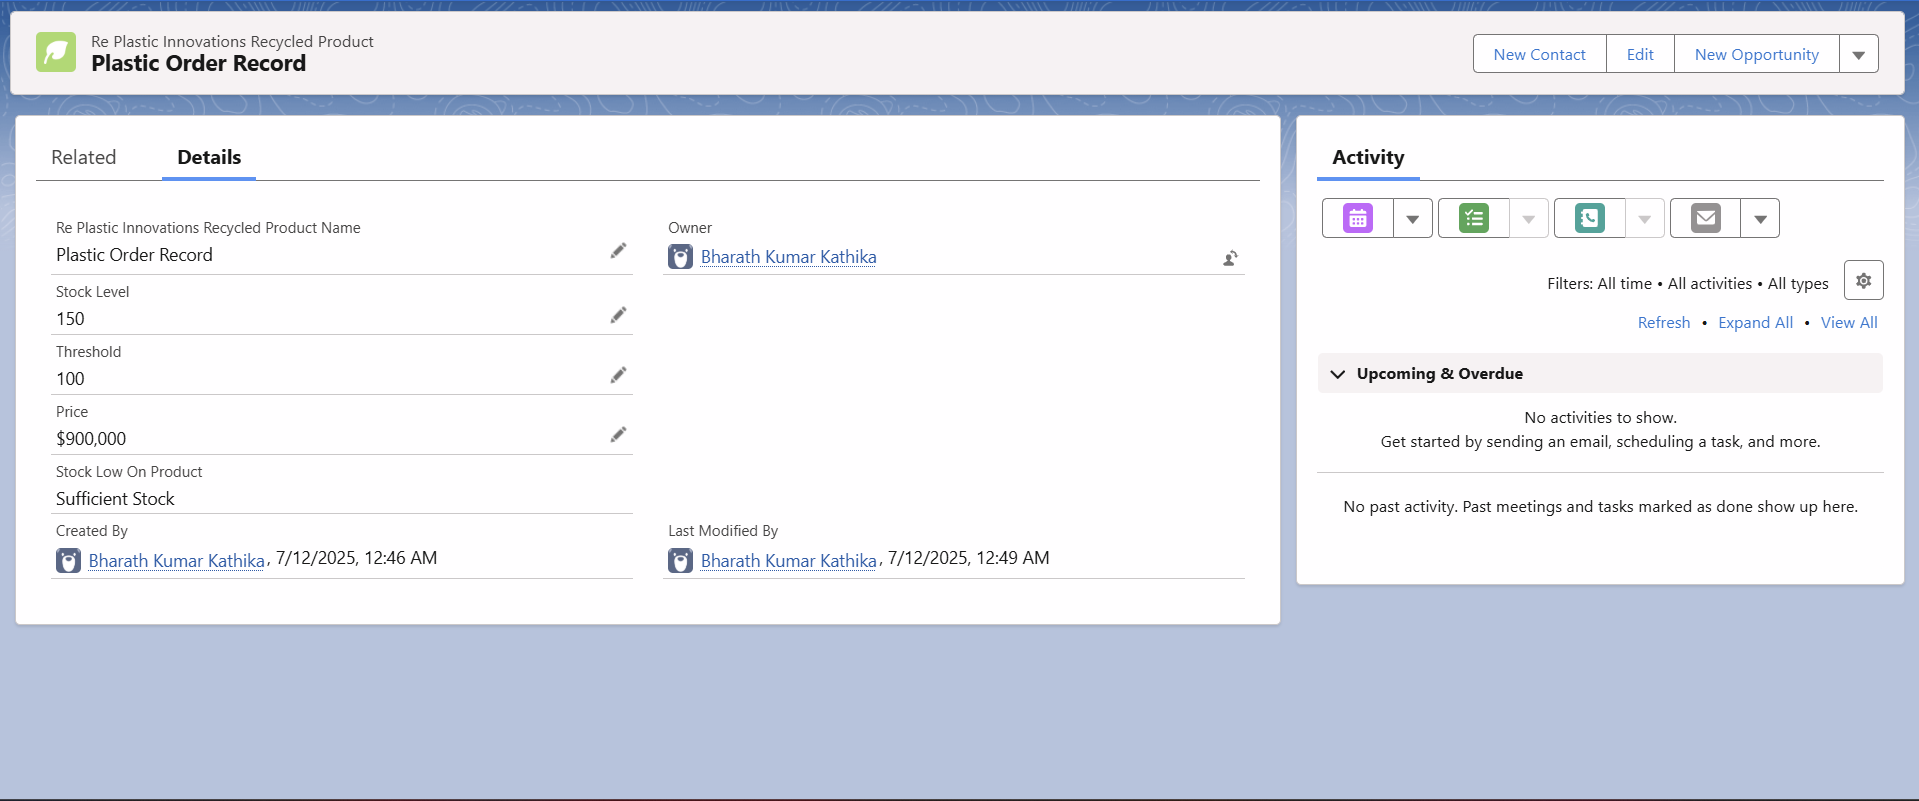 Re Plastic Innovations Recycled Product
Plastic Order Record
New Contact
Edit
New Opportunity
Related
Details
Re Plastic Innovations Recycled Product Name
Plastic Order Record
Owner
Bharath Kumar Kathika
Stock Level
150
Threshold
100
Price
$900,000
Stock Low On Product
Sufficient Stock
Created By
Bharath Kumar Kathika, 7/12/2025, 12:46 AM
Last Modified By
Bharath Kumar Kathika, 7/12/2025, 12:49 AM
Activity
Filters: All time • All activities • All types
Refresh • Expand All • View All
Upcoming & Overdue
No activities to show.
Get started by sending an email, scheduling a task, and more.
No past activity. Past meetings and tasks marked as done show up here.